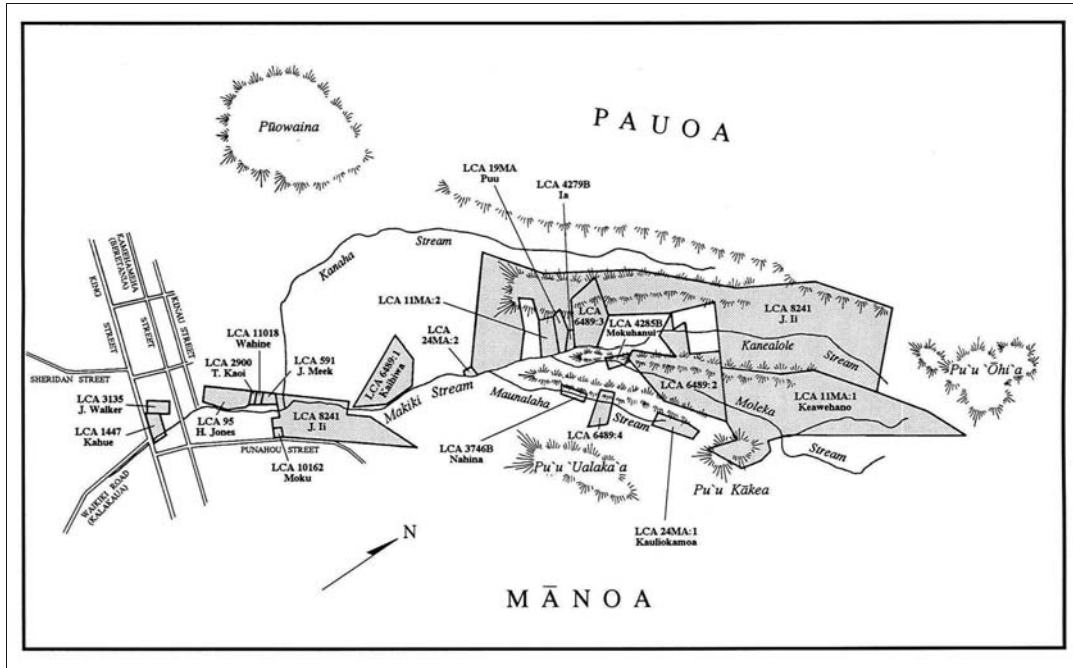 PAUOA
Pūowaina
LCA 19MA
Puu
LCA 4279B
Ia
Kanaha
Stream
KAMEHAMEHA
(BERETANIA)
STREET
KING
STREET
KINAU STREET
LCA 11MA:2
LCA
6489:3
LCA 4285B
Mokuhanui
LCA 8241
J. Ii
Kanealole
Stream
LCA
24MA:2
LCA 11018
Wahine
LCA 2900
T. Kaoi
LCA 591
J. Meek
LCA 6489:1
Kaihiwa
Makiki Stream
Maunalaha
Stream
LCA 6489:2
Moleka
Stream
LCA 11MA:1
Keawehano
Pu`u `Ōhi`a
SHERIDAN STREET
LCA 3135
J. Walker
LCA 1447
Kahue
LCA 95
H. Jones
LCA 8241
J. Ii
PUNAHOU STREET
LCA 10162
Moku
LCA 3746B
Nahina
LCA 6489:4
Pu`u `Ualaka`a
Pu`u Kākea
WAIKIKI ROAD
(KALAKAUA)
LCA 24MA:1
Kauliokamoa
N
MĀNOA